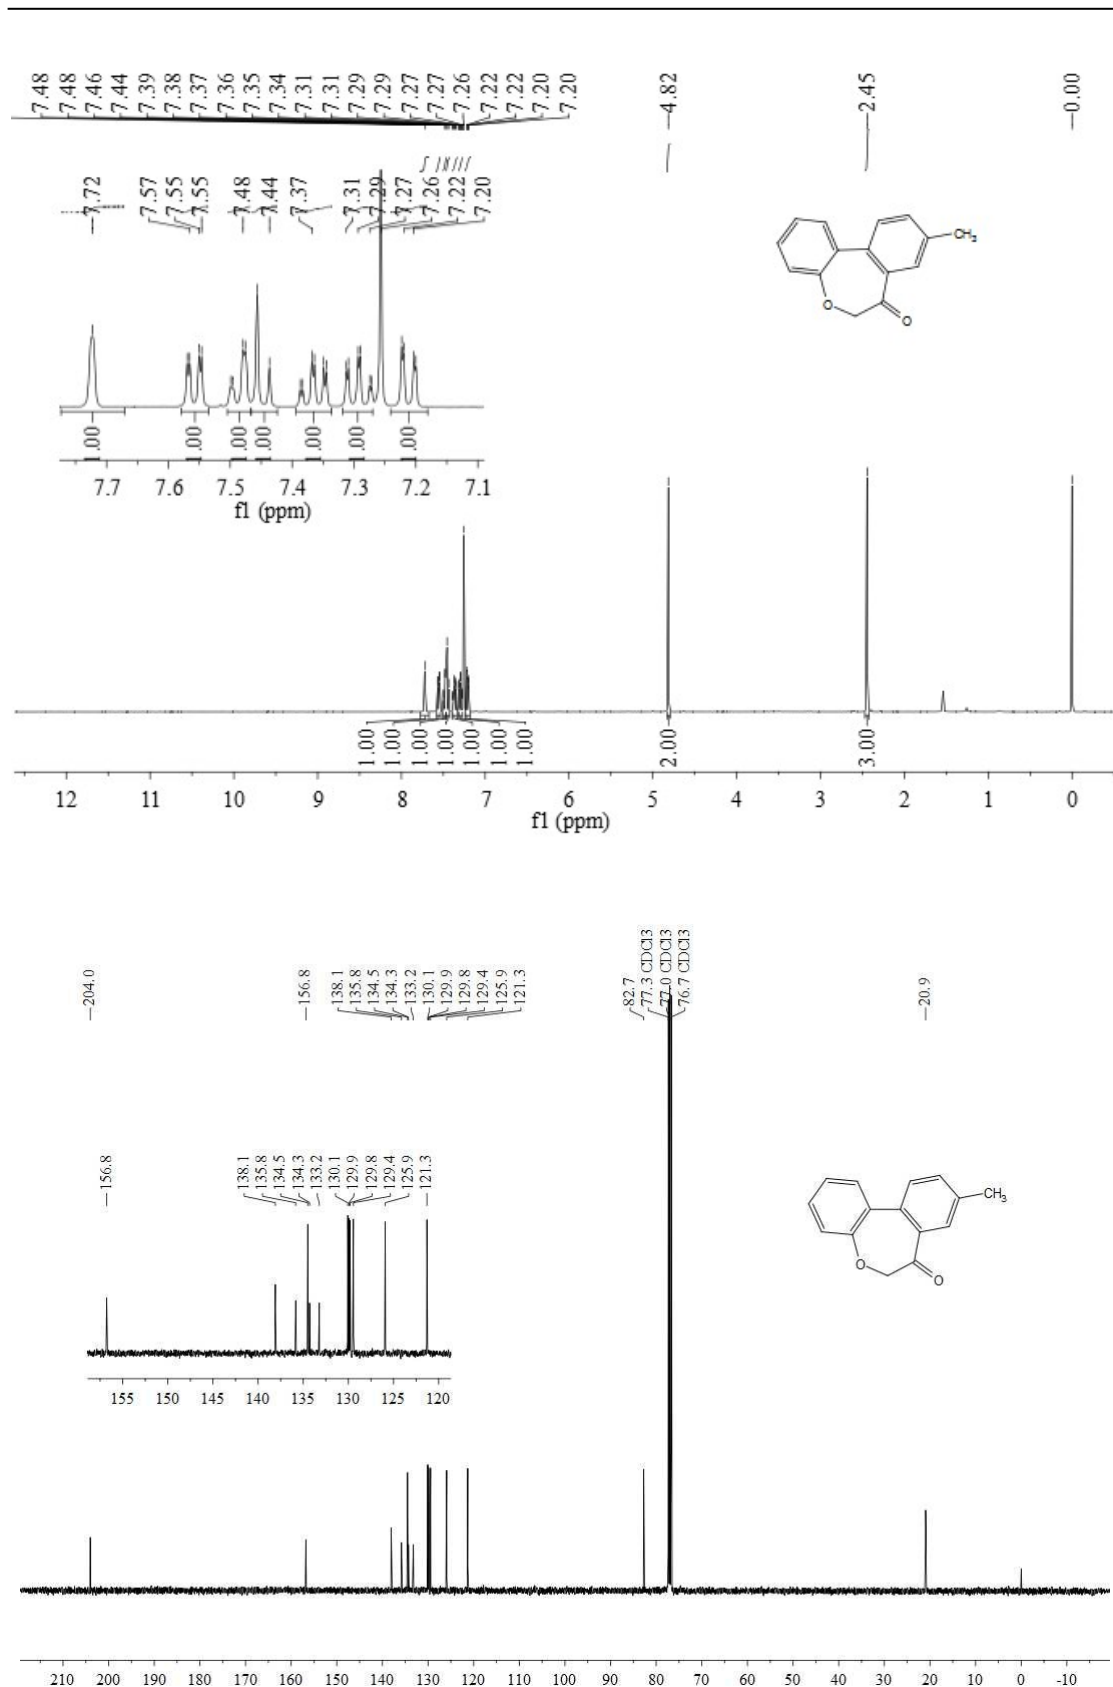 7.48 7.48 7.46 7.44 7.39 7.38 7.37 7.36 7.35 7.34 7.31 7.31 7.29 7.29 7.27 7.27 7.26 7.22 7.22 7.20 7.20 4.82 2.45 -0.00
7.72 7.57 7.55 7.55 7.48 7.44 7.37 7.31 7.29 7.27 7.26 7.22 7.20
CH3
O
O
1.00 1.00 1.00 1.00 1.00 1.00 1.00
7.7 7.6 7.5 7.4 7.3 7.2 7.1
f1 (ppm)
1.00 1.00 1.00 1.00 1.00 1.00 1.00 2.00 3.00
12 11 10 9 8 7 6 5 4 3 2 1 0
f1 (ppm)
204.0 156.8 138.1 135.8 134.5 134.3 133.2 130.1 129.9 129.8 129.4 125.9 121.3 82.7 77.3 CDCl3 77.0 CDCl3 76.7 CDCl3 20.9
156.8 138.1 135.8 134.5 134.3 133.2 130.1 129.9 129.8 129.4 125.9 121.3
CH3
O
O
155 150 145 140 135 130 125 120
210 200 190 180 170 160 150 140 130 120 110 100 90 80 70 60 50 40 30 20 10 0 -10